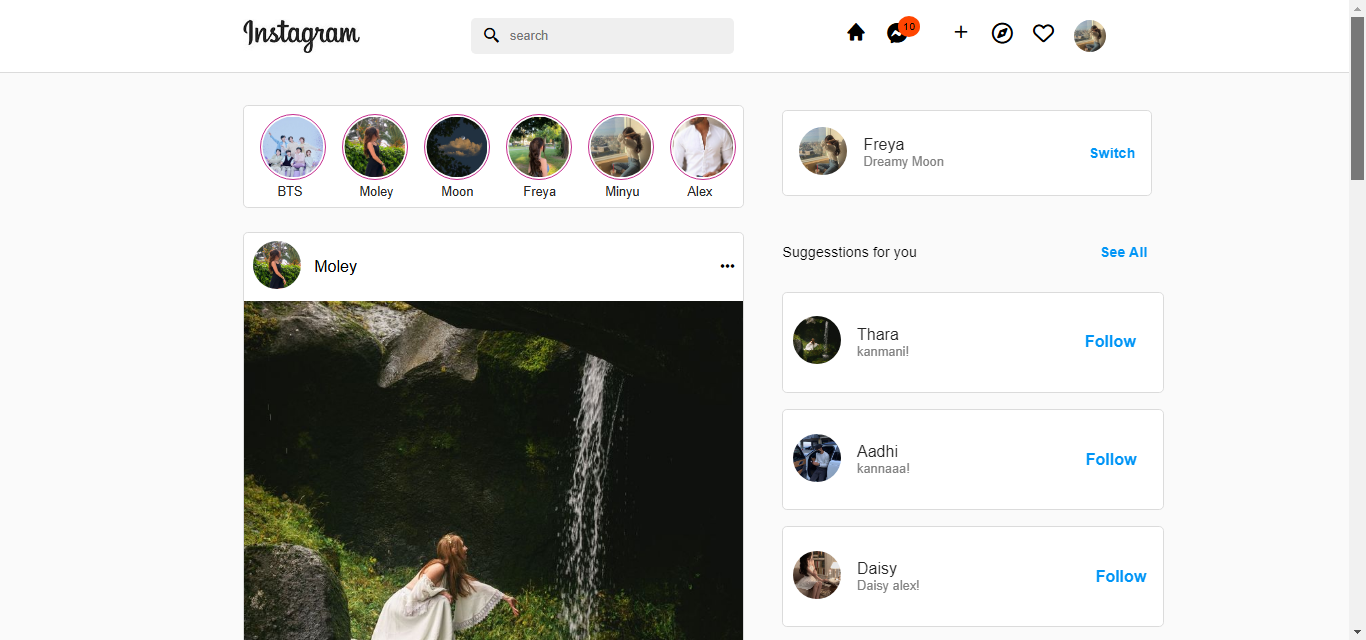 Instagram
search
10
BTS
Moley
Moon
Freya
Minyu
Alex
Freya
Dreamy Moon
Switch
Moley
Suggesstions for you
See All
Thara
kanmani!
Follow
Aadhi
kannaaa!
Follow
Daisy
Daisy alex!
Follow